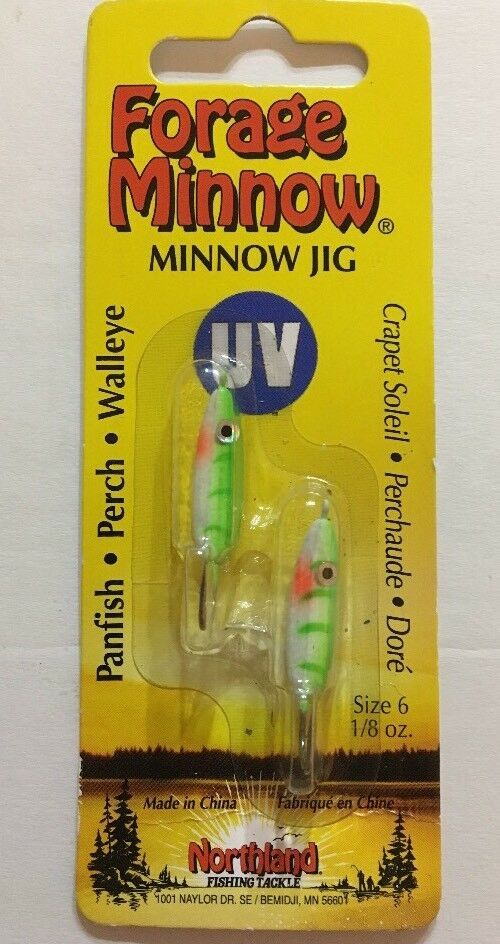 Forage
Minnow®
MINNOW JIG
UV
Panfish • Perch • Walleye
Crapet Soleil • Perchaude • Doré
Size 6
1/8 oz.
Made in China
Fabriqué en Chine
Northland
FISHING TACKLE
1001 NAYLOR DR. SE / BEMIDJI, MN 56601